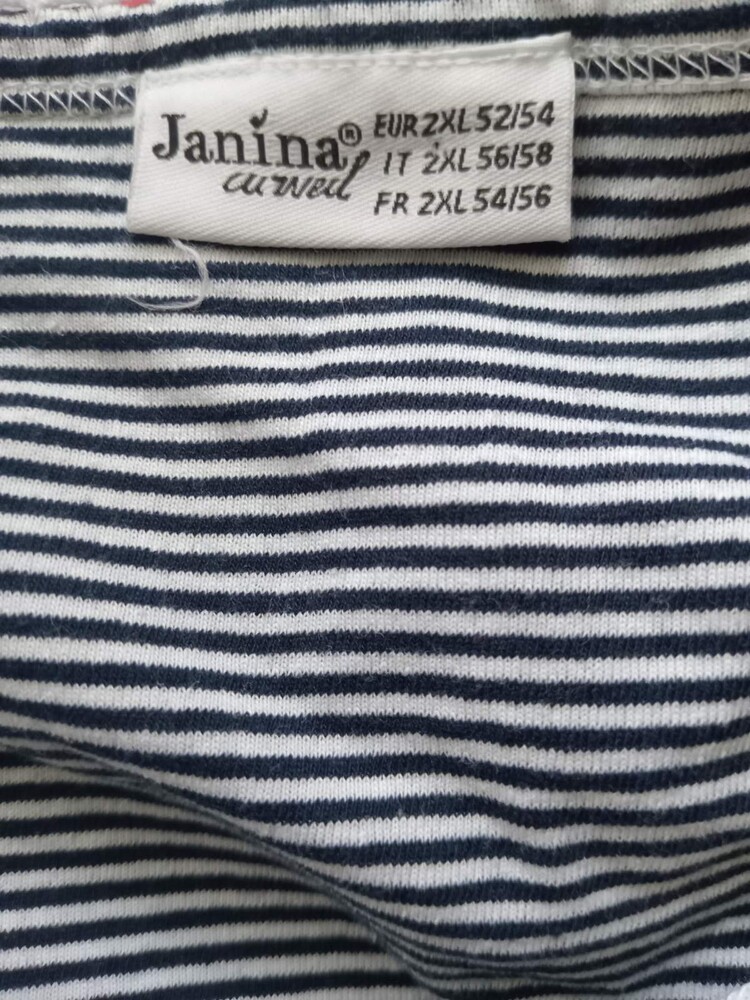 Janina®
curved
EUR 2XL 52/54
IT 2XL 56/58
FR 2XL 54/56